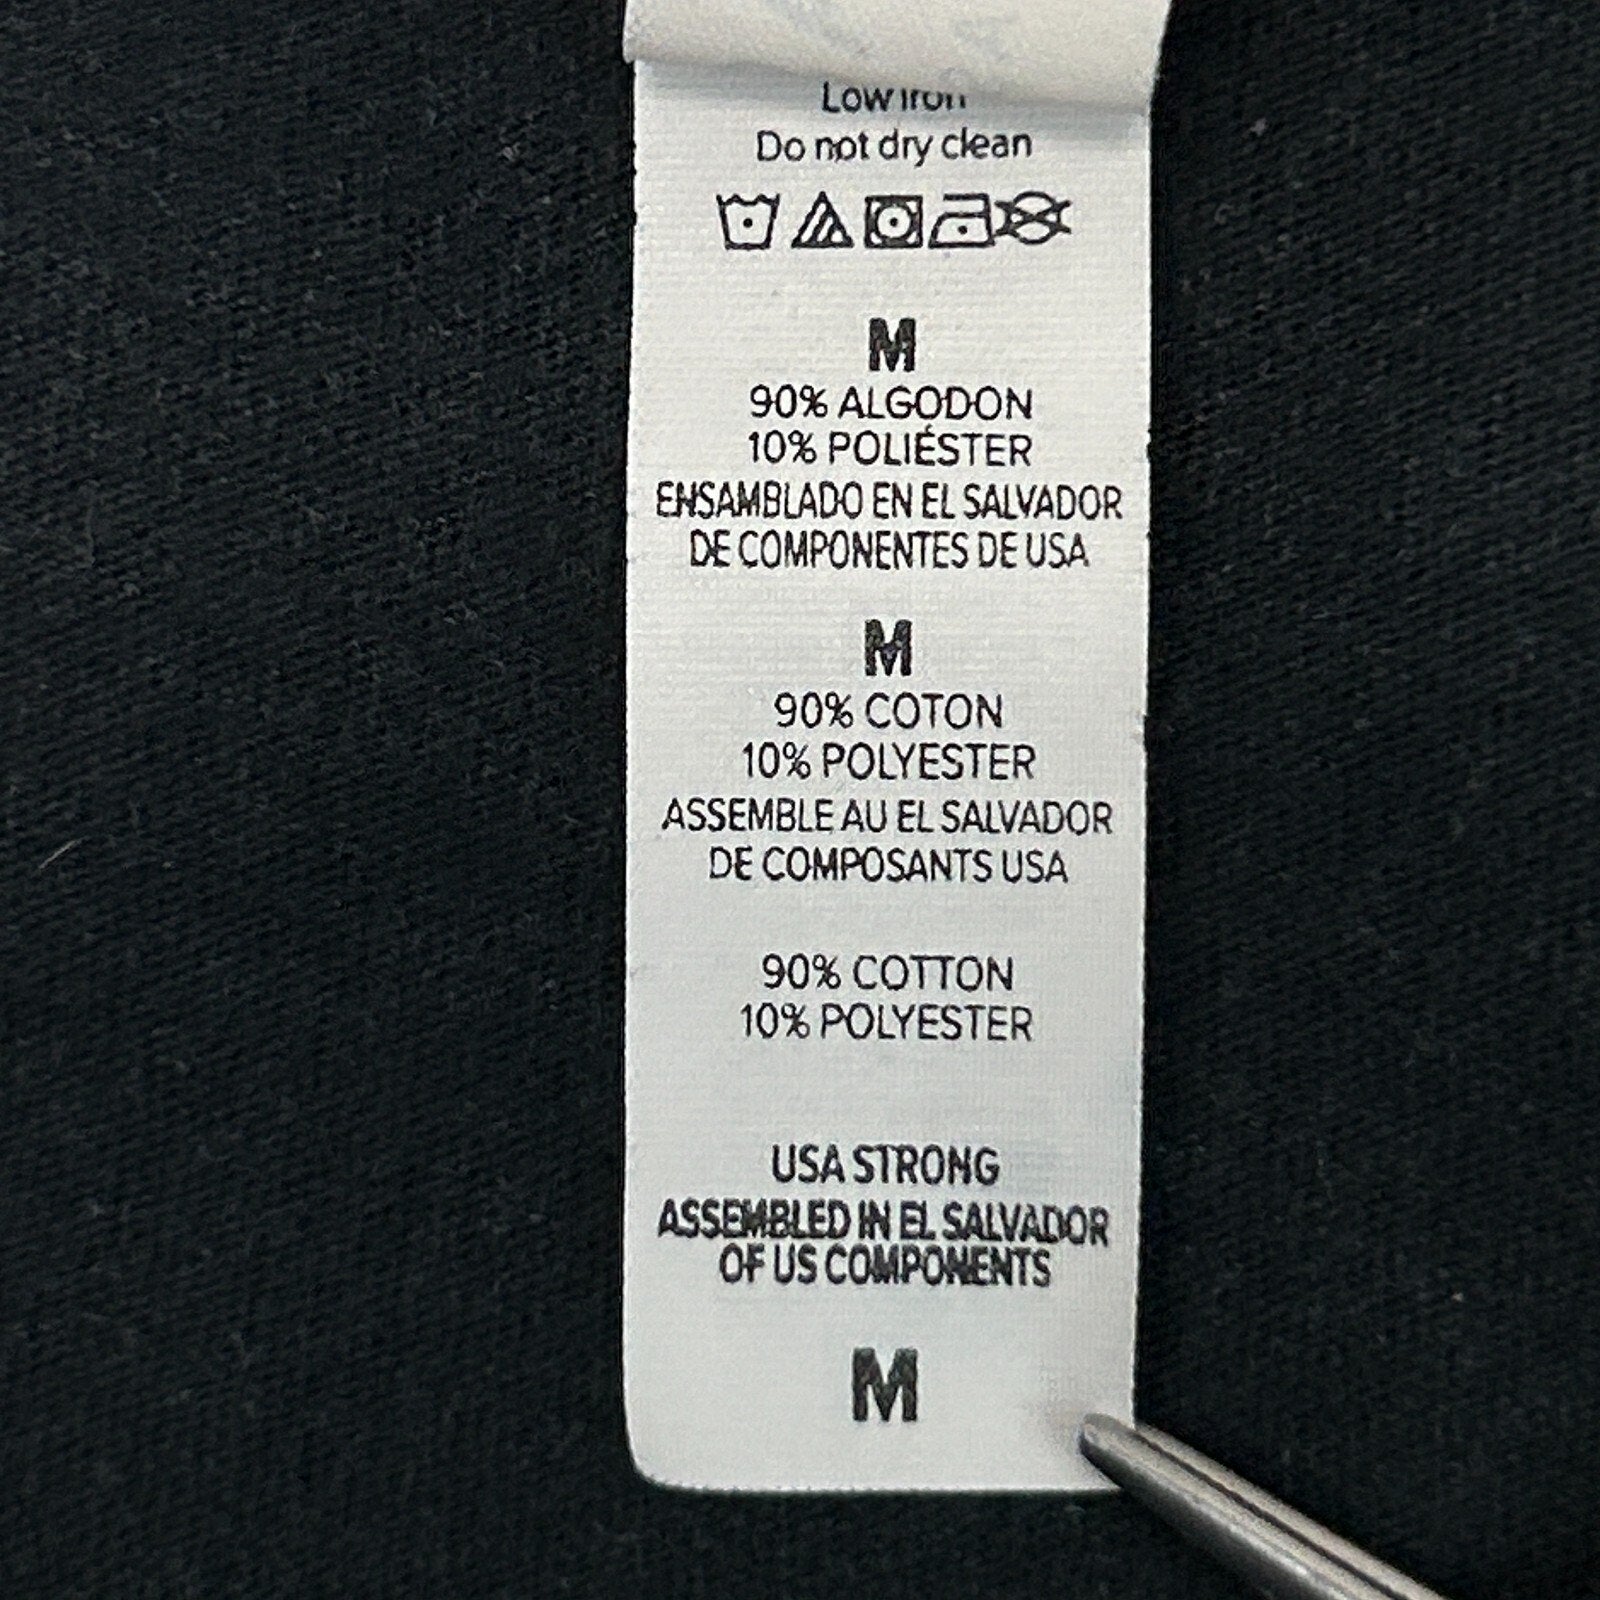 Low iron
Do not dry clean
M
90% ALGODON
10% POLIÉSTER
ENSAMBLADO EN EL SALVADOR
DE COMPONENTES DE USA
M
90% COTON
10% POLYESTER
ASSEMBLE AU EL SALVADOR
DE COMPOSANTS USA
90% COTTON
10% POLYESTER
USA STRONG
ASSEMBLED IN EL SALVADOR
OF US COMPONENTS
M